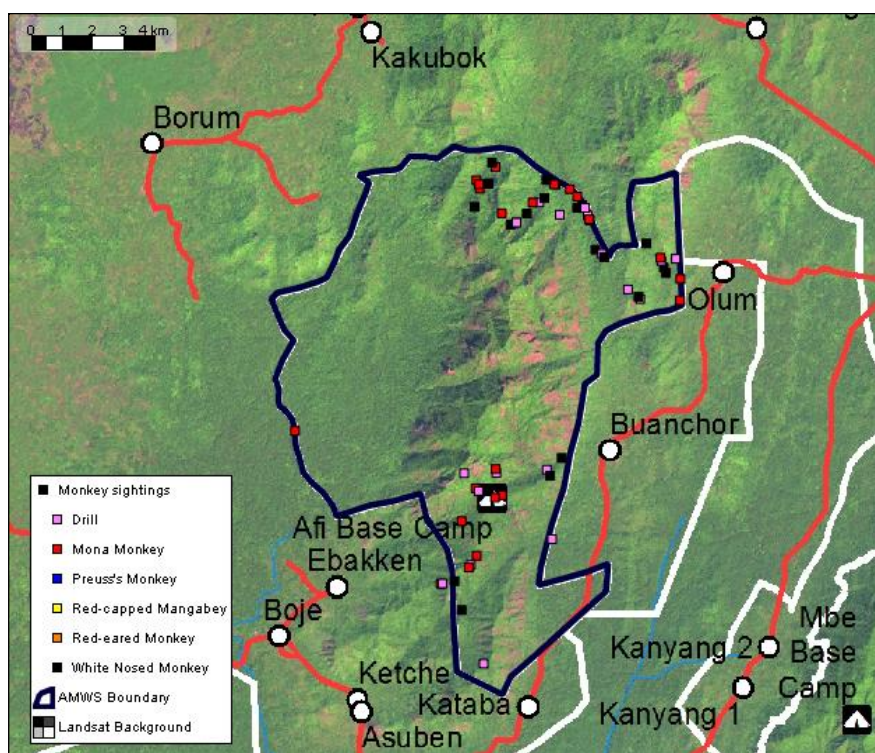 0 1 2 3 4 km
Kakubok
Borum
Olum
Buanchor
Afi Base Camp
Ebakken
Boje
Ketche
Asuben
Kataba
Kanyang 2
Kanyang 1
Mbe
Base
Camp
Monkey sightings
Drill
Mona Monkey
Preuss's Monkey
Red-capped Mangabey
Red-eared Monkey
White Nosed Monkey
AMWS Boundary
Landsat Background